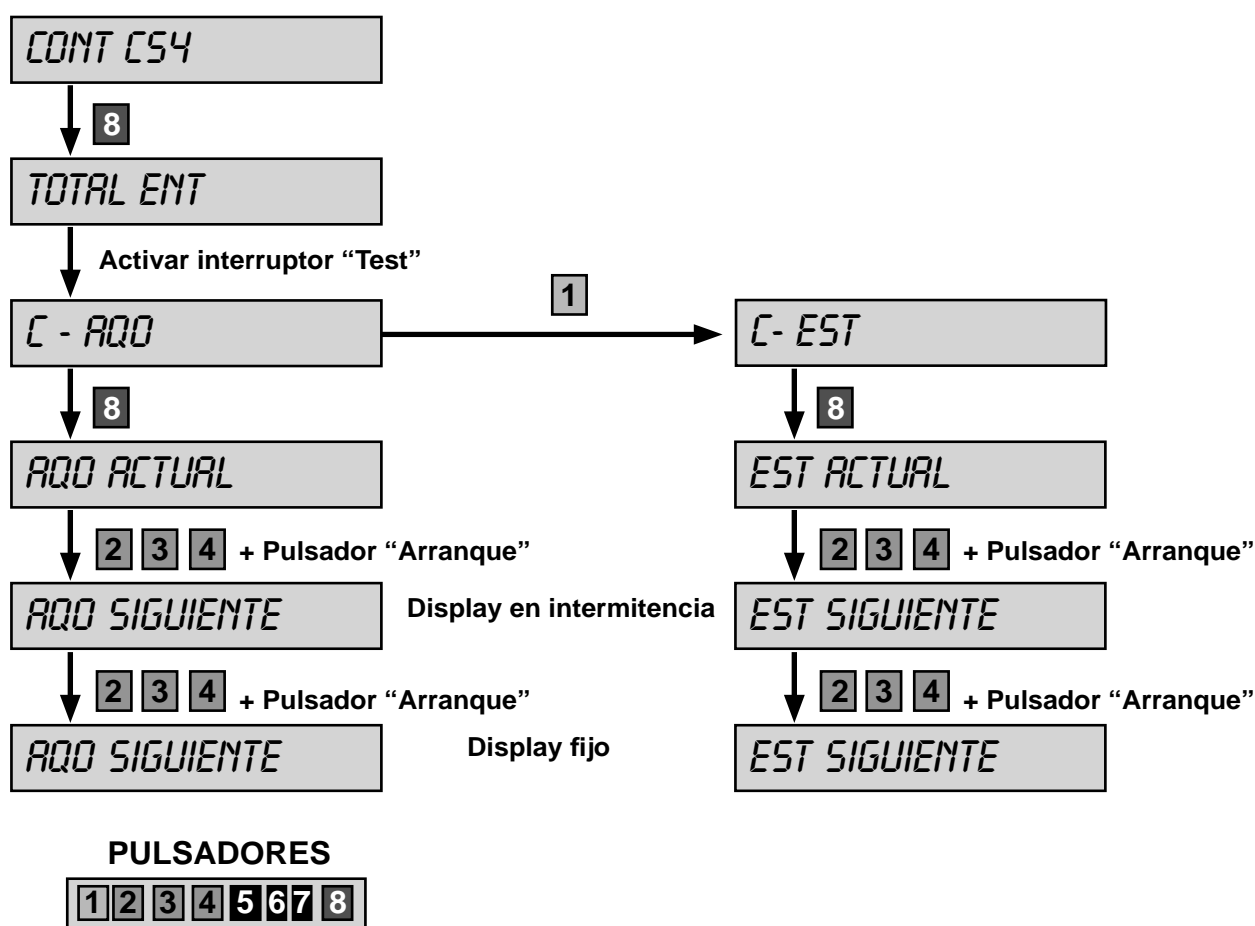 CONT CS4
8
TOTAL ENT
Activar interruptor “Test”
1
C - AQO
C- EST
8
8
AQO ACTUAL
EST ACTUAL
2 3 4 + Pulsador “Arranque”
2 3 4 + Pulsador “Arranque”
AQO SIGUIENTE
Display en intermitencia
EST SIGUIENTE
2 3 4 + Pulsador “Arranque”
2 3 4 + Pulsador “Arranque”
AQO SIGUIENTE
Display fijo
EST SIGUIENTE
PULSADORES
1 2 3 4 5 6 7 8